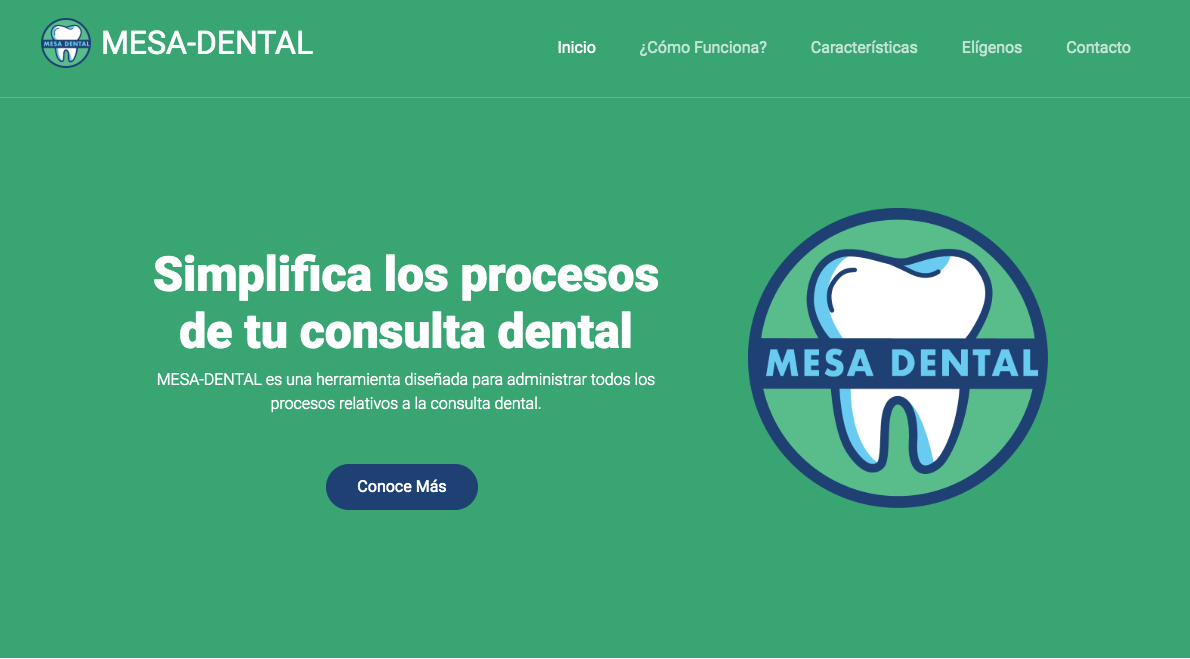 MESA DENTAL
MESA-DENTAL
Inicio
¿Cómo Funciona?
Características
Elígenos
Contacto
Simplifica los procesos
de tu consulta dental
MESA-DENTAL es una herramienta diseñada para administrar todos los
procesos relativos a la consulta dental.
Conoce Más
MESA DENTAL